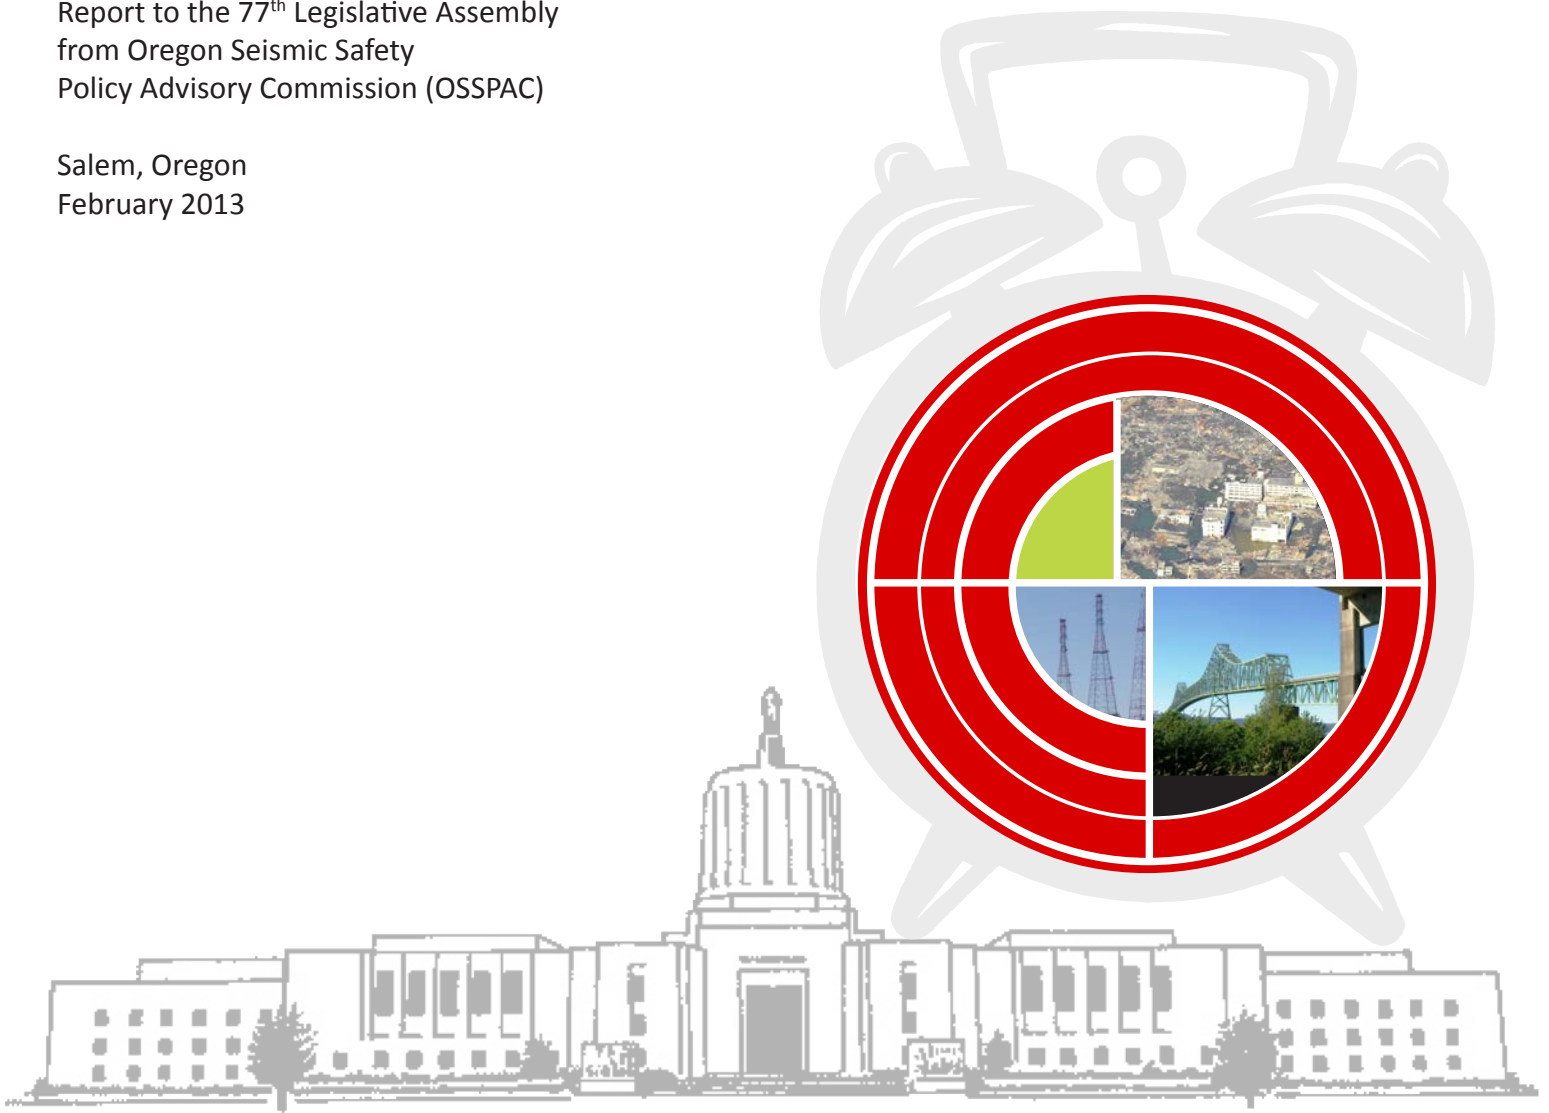 Report to the 77th Legislative Assembly
from Oregon Seismic Safety
Policy Advisory Commission (OSSPAC)
Salem, Oregon
February 2013